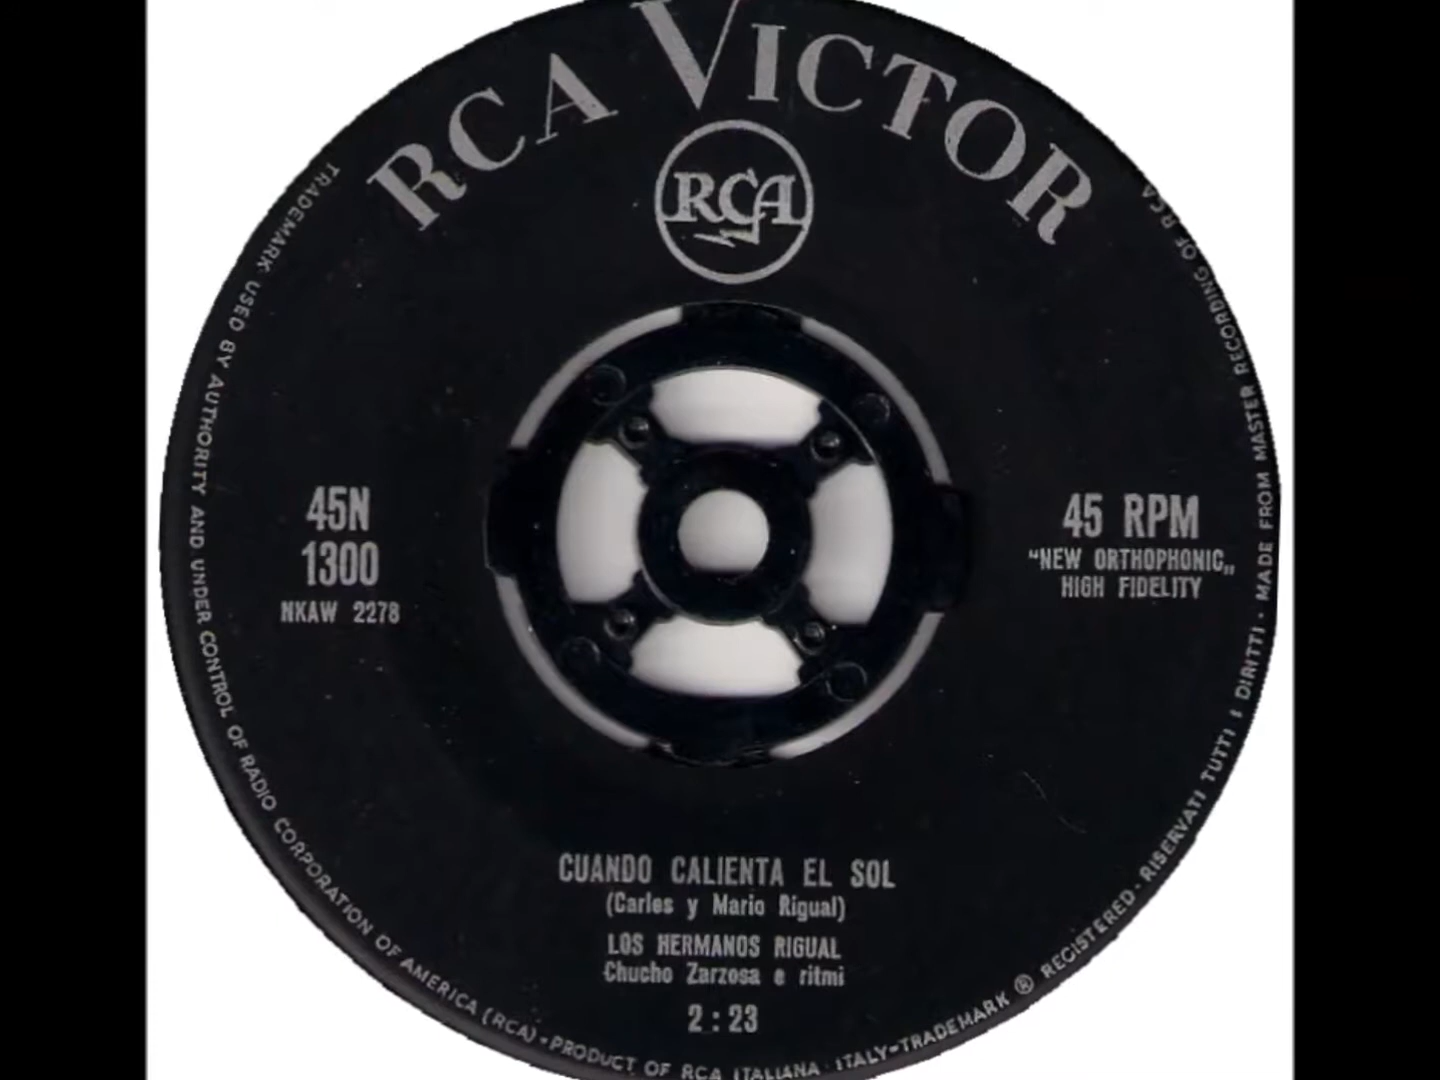 RCA VICTOR
RCA
45N
1300
NKAW 2278
45 RPM
"NEW ORTHOPHONIC„
HIGH FIDELITY
CUANDO CALIENTA EL SOL
(Carles y Mario Rigual)
LOS HERMANOS RIGUAL
Chucho Zarzosa e ritmi
2 : 23
TRADEMARK USED BY AUTHORITY AND UNDER CONTROL OF RADIO CORPORATION OF AMERICA (RCA)-PRODUCT OF RCA ITALIANA · ITALY-TRADEMARK ® REGISTERED· RISERVATI TUTTI I DIRITTI· MADE FROM MASTER RECORDING OF RCA